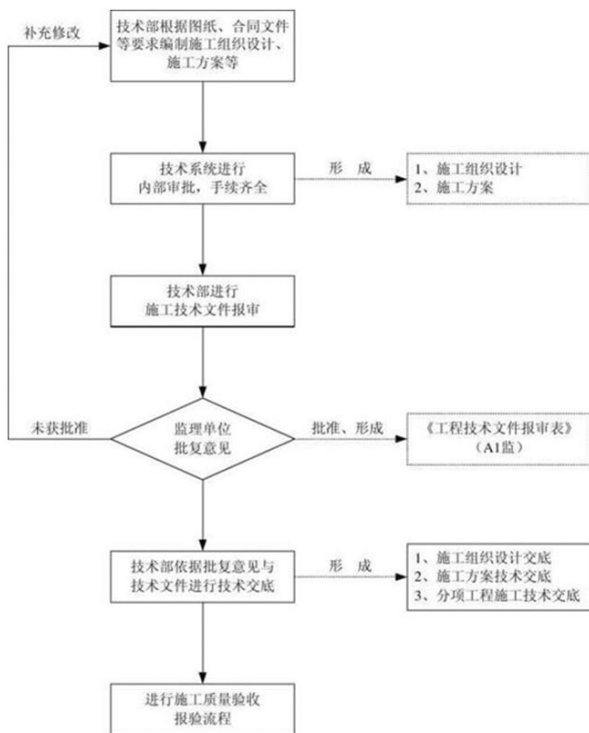 补充修改
技术部根据图纸、合同文件
等要求编制施工组织设计、
施工方案等
技术系统进行
内部审批，手续齐全
形 成
1、施工组织设计
2、施工方案
技术部进行
施工技术文件报审
未获批准
监理单位
批复意见
批准、形成
《工程技术文件报审表》
（A1监）
技术部依据批复意见与
技术文件进行技术交底
形 成
1、施工组织设计交底
2、施工方案技术交底
3、分项工程施工技术交底
进行施工质量验收
报验流程